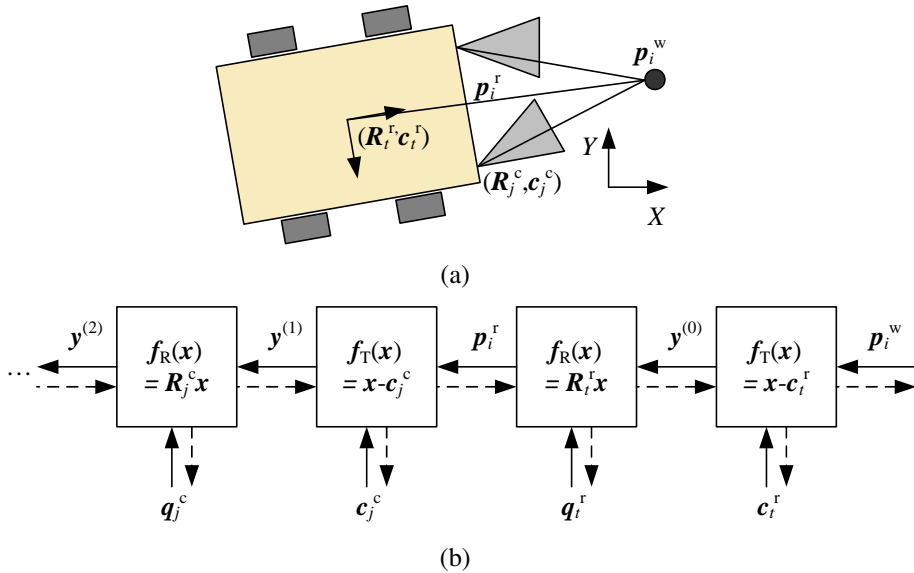 p_i^w
p_i^r
(R_t^r,c_t^r)
(R_j^c,c_j^c)
Y
X
(a)
y^(2) y^(1) p_i^r y^(0) p_i^w
f_R(x) f_T(x) f_R(x) f_T(x)
... = R_j^c x = x-c_j^c = R_t^r x = x-c_t^r
q_j^c c_j^c q_t^r c_t^r
(b)